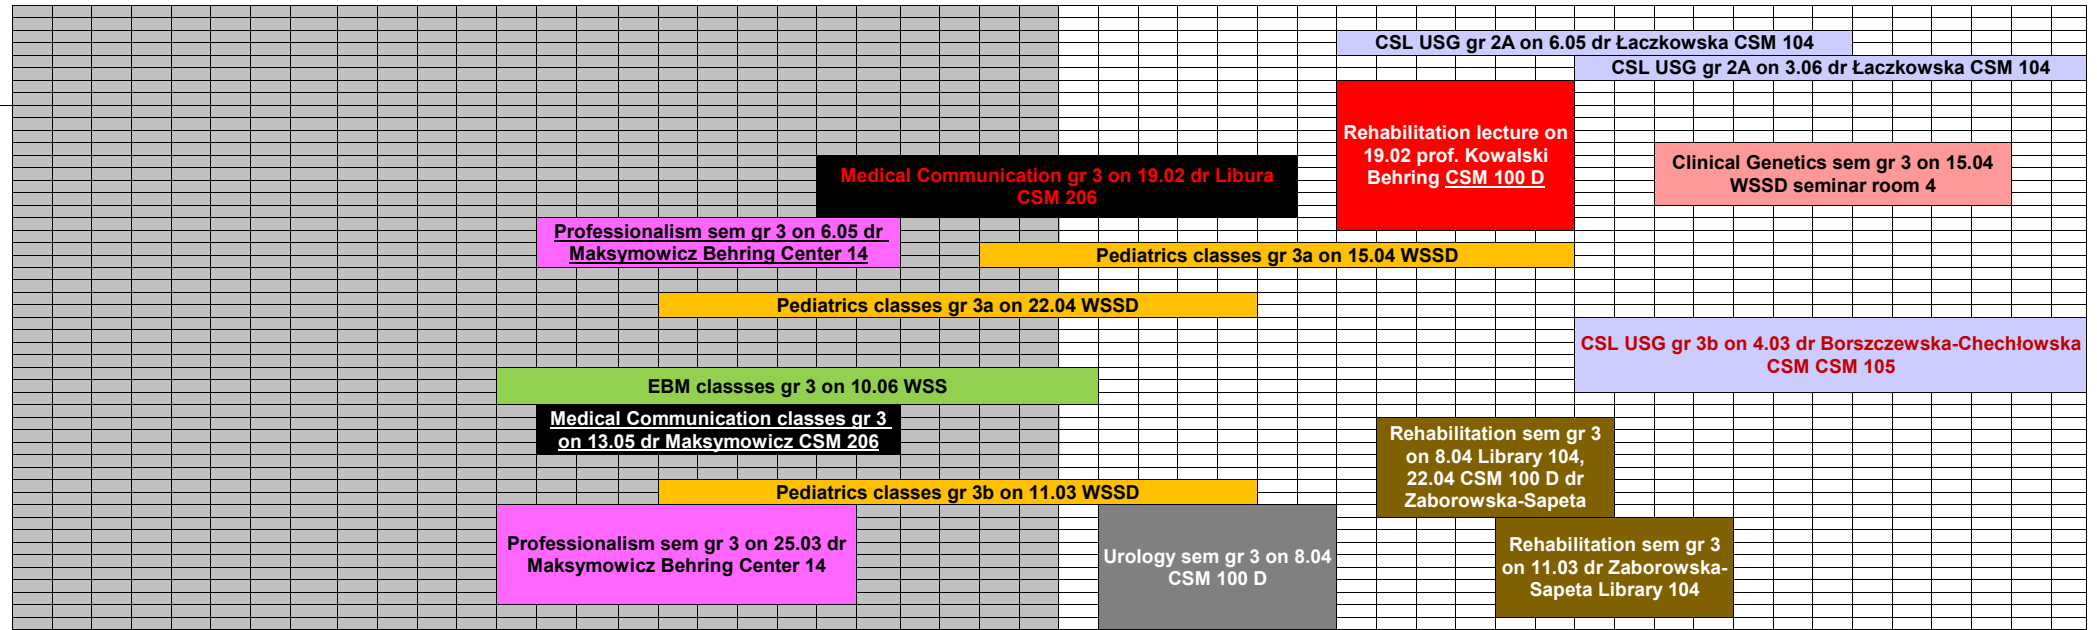 CSL USG gr 2A on 6.05 dr Łaczkowska CSM 104
CSL USG gr 2A on 3.06 dr Łaczkowska CSM 104
Rehabilitation lecture on
19.02 prof. Kowalski
Behring CSM 100 D
Medical Communication gr 3 on 19.02 dr Libura
CSM 206
Clinical Genetics sem gr 3 on 15.04
WSSD seminar room 4
Professionalism sem gr 3 on 6.05 dr
Maksymowicz Behring Center 14
Pediatrics classes gr 3a on 15.04 WSSD
Pediatrics classes gr 3a on 22.04 WSSD
CSL USG gr 3b on 4.03 dr Borszczewska-Chechłowska
CSM CSM 105
EBM classses gr 3 on 10.06 WSS
Medical Communication classes gr 3
on 13.05 dr Maksymowicz CSM 206
Rehabilitation sem gr 3
on 8.04 Library 104,
22.04 CSM 100 D dr
Zaborowska-Sapeta
Pediatrics classes gr 3b on 11.03 WSSD
Professionalism sem gr 3 on 25.03 dr
Maksymowicz Behring Center 14
Urology sem gr 3 on 8.04
CSM 100 D
Rehabilitation sem gr 3
on 11.03 dr Zaborowska-
Sapeta Library 104